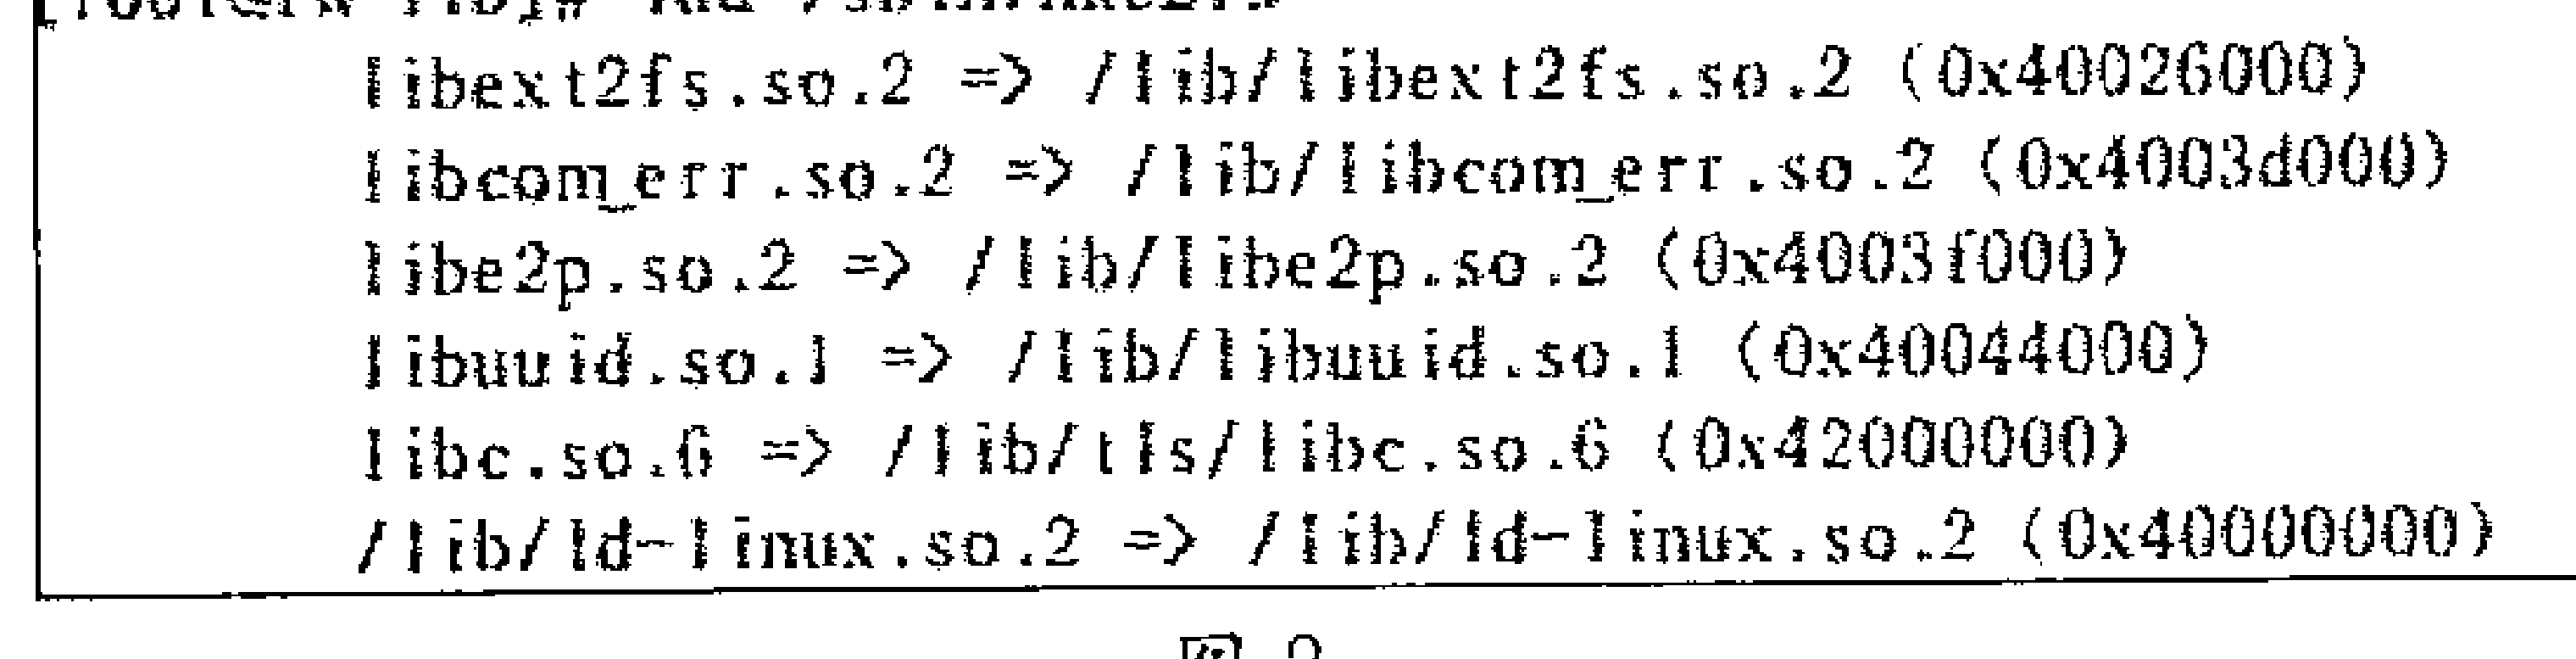 libext2fs.so.2 => /lib/libext2fs.so.2 (0x40026000)
libcom_err.so.2 => /lib/libcom_err.so.2 (0x4003d000)
libe2p.so.2 => /lib/libe2p.so.2 (0x4003f000)
libuuid.so.1 => /lib/libuuid.so.1 (0x40044000)
libc.so.6 => /lib/tls/libc.so.6 (0x42000000)
/lib/ld-linux.so.2 => /lib/ld-linux.so.2 (0x40000000)